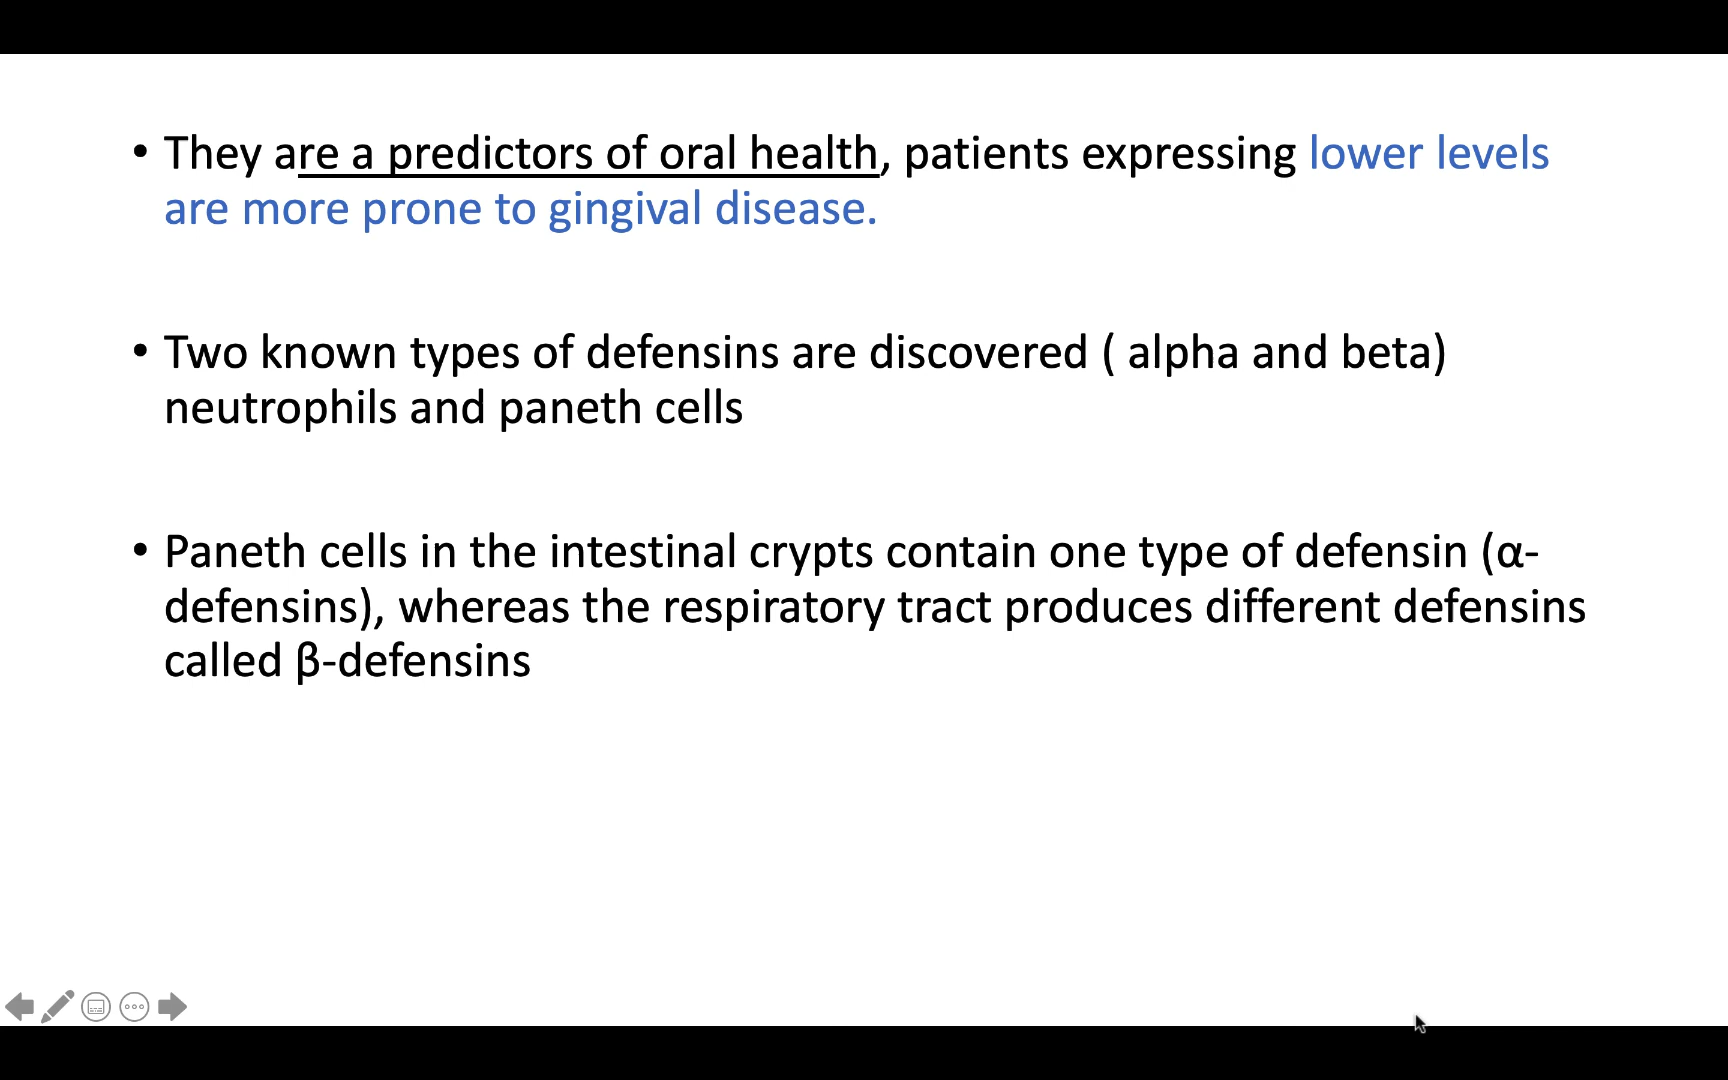 • They are a predictors of oral health, patients expressing lower levels
are more prone to gingival disease.
• Two known types of defensins are discovered ( alpha and beta)
neutrophils and paneth cells
• Paneth cells in the intestinal crypts contain one type of defensin (α-
defensins), whereas the respiratory tract produces different defensins
called β-defensins